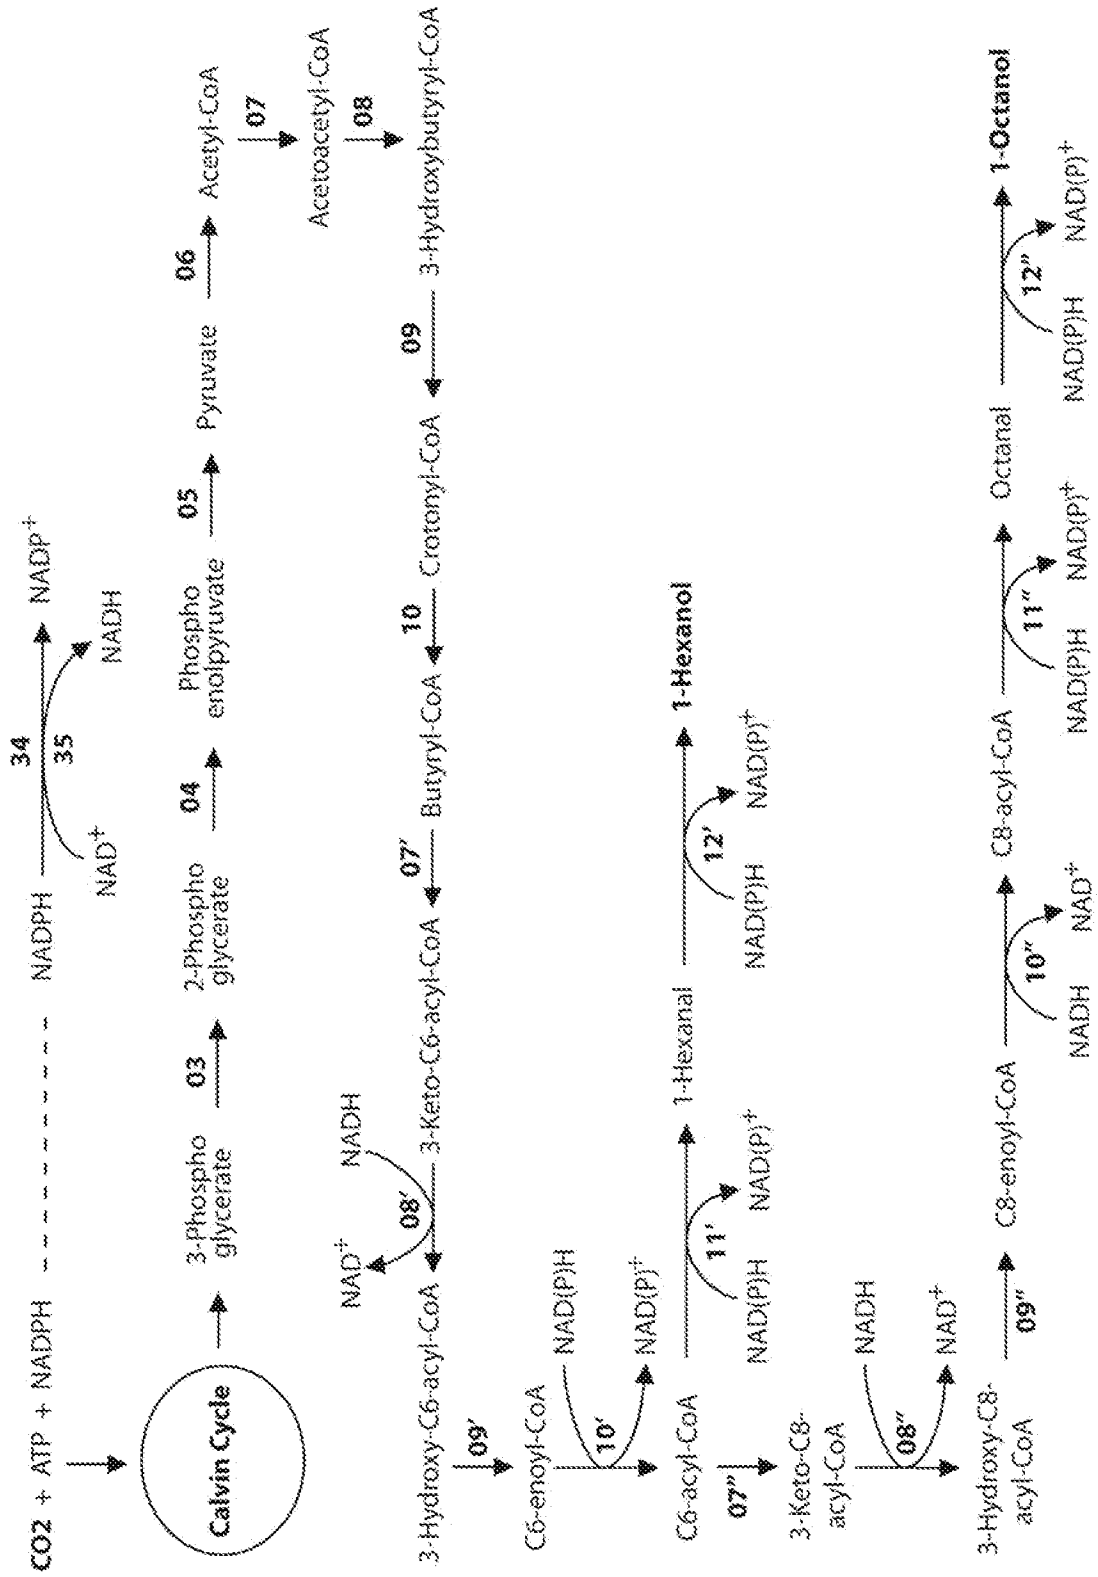 CO2 + ATP + NADPH
NADPH
34
35
NADP+
NAD+
NADH
Calvin Cycle
3-Phospho
glycerate
03
2-Phospho
glycerate
04
Phospho
enolpyruvate
05
Pyruvate
06
Acetyl-CoA
07
Acetoacetyl-CoA
08
3-Hydroxybutyryl-CoA
09
Crotonyl-CoA
10
Butyryl-CoA
07'
3-Keto-C6-acyl-CoA
NADH
08'
NAD+
3-Hydroxy-C6-acyl-CoA
09'
C6-enoyl-CoA
NAD(P)H
10'
NAD(P)+
C6-acyl-CoA
11'
NAD(P)H
NAD(P)+
1-Hexanal
12'
NAD(P)H
NAD(P)+
1-Hexanol
07"
3-Keto-C8-
acyl-CoA
NADH
08"
NAD+
3-Hydroxy-C8-
acyl-CoA
09"
C8-enoyl-CoA
10"
NADH
NAD+
C8-acyl-CoA
11"
NAD(P)H
NAD(P)+
Octanal
12"
NAD(P)H
NAD(P)+
1-Octanol